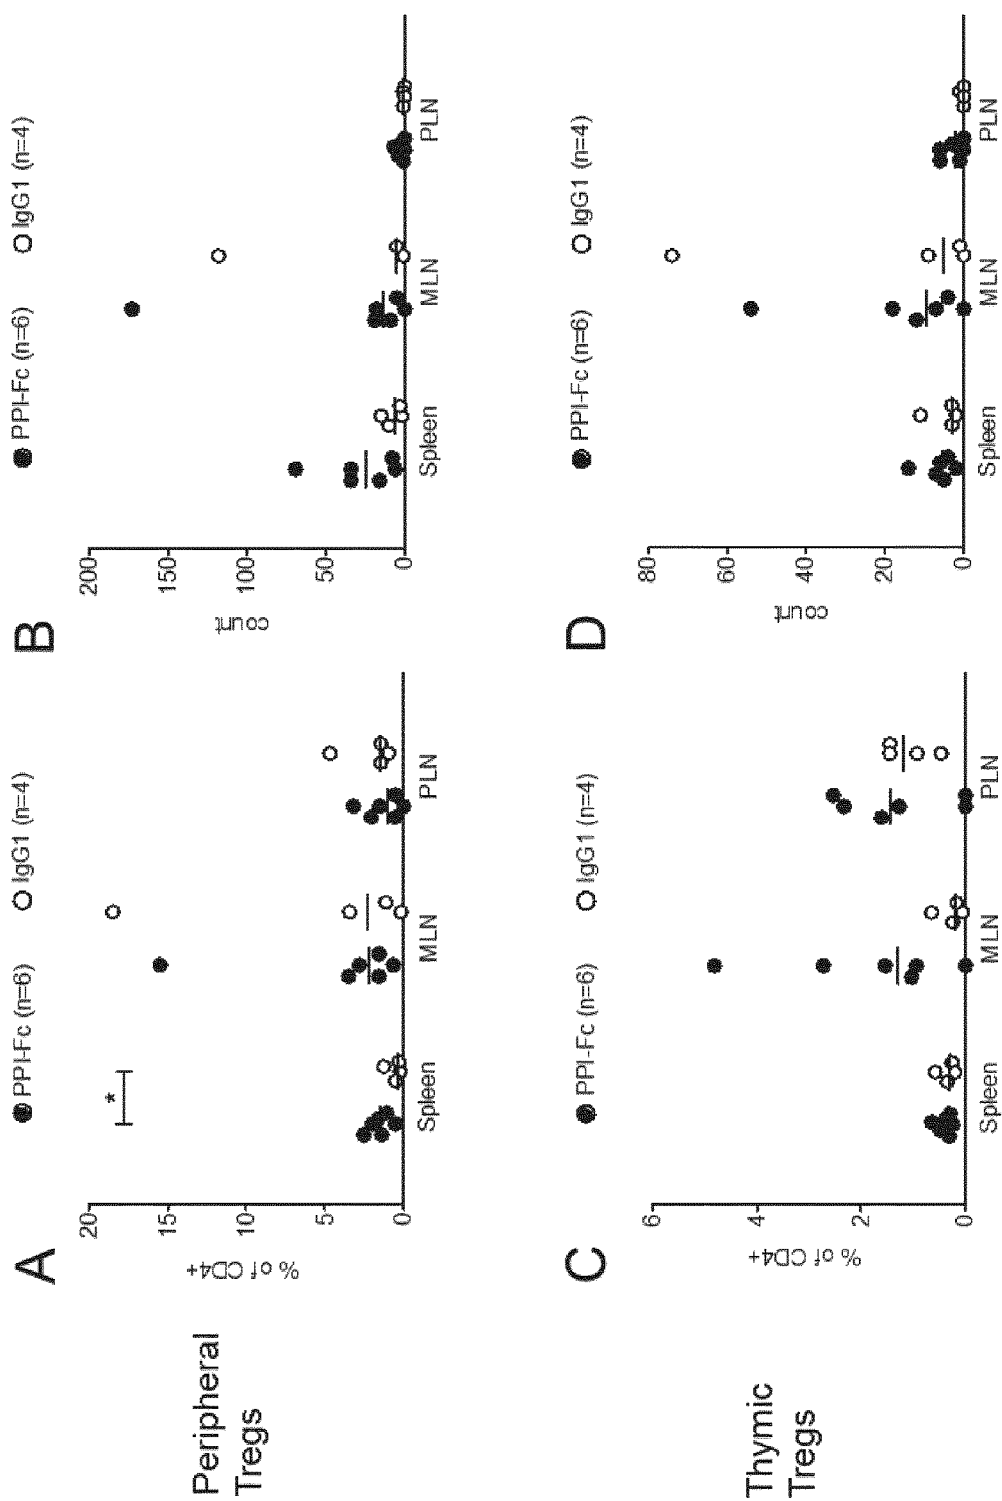 Peripheral
Tregs
A
● PPI-Fc (n=6) ○ IgG1 (n=4)
% of CD4+
20
15
10
5
0
*
Spleen MLN PLN
B
● PPI-Fc (n=6) ○ IgG1 (n=4)
count
200
150
100
50
0
Spleen MLN PLN
Thymic
Tregs
C
● PPI-Fc (n=6) ○ IgG1 (n=4)
% of CD4+
6
4
2
0
Spleen MLN PLN
D
● PPI-Fc (n=6) ○ IgG1 (n=4)
count
80
60
40
20
0
Spleen MLN PLN